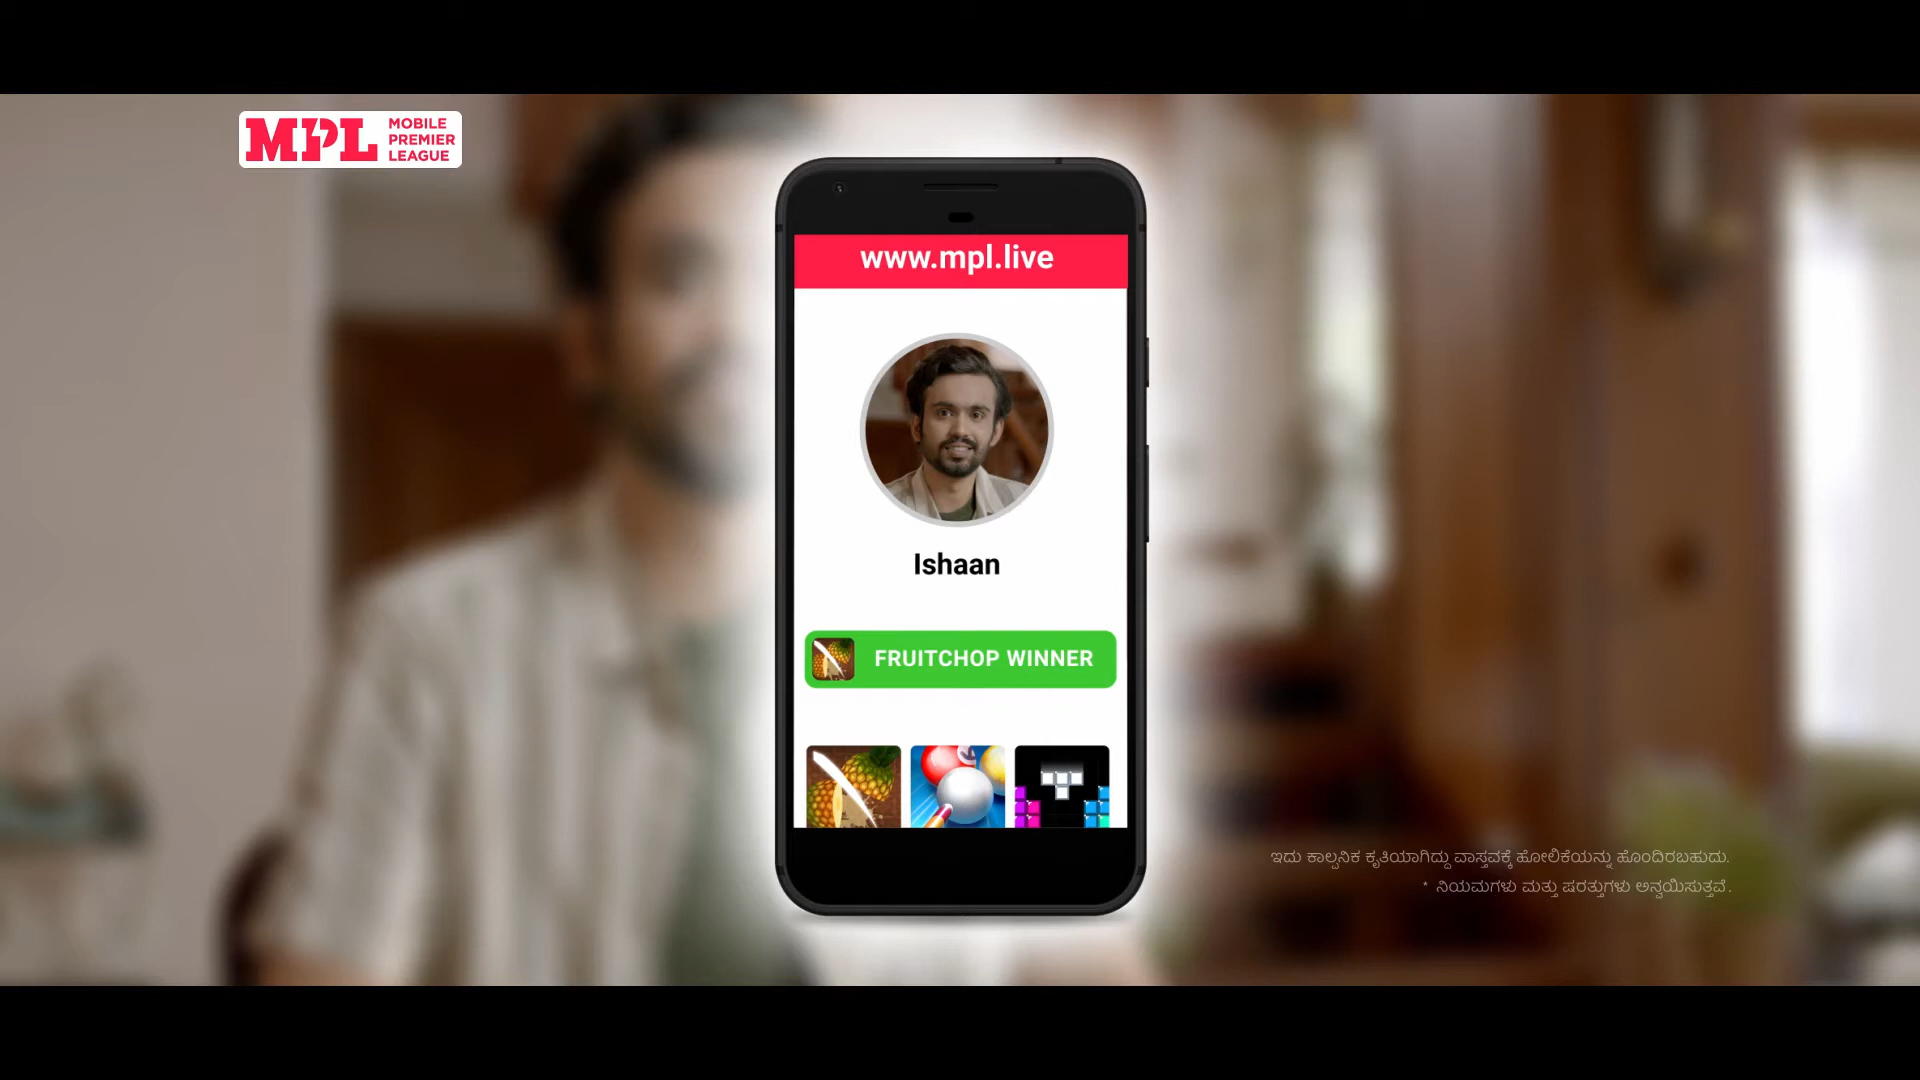 MPL MOBILE
PREMIER
LEAGUE
www.mpl.live
Ishaan
FRUITCHOP WINNER
ಇದು ಕಾಲ್ಪನಿಕ ಕೃತಿಯಾಗಿದ್ದು ವಾಸ್ತವಕ್ಕೆ ಹೋಲಿಕೆಯನ್ನು ಹೊಂದಿರಬಹುದು.
* ನಿಯಮಗಳು ಮತ್ತು ಷರತ್ತುಗಳು ಅನ್ವಯಿಸುತ್ತವೆ.